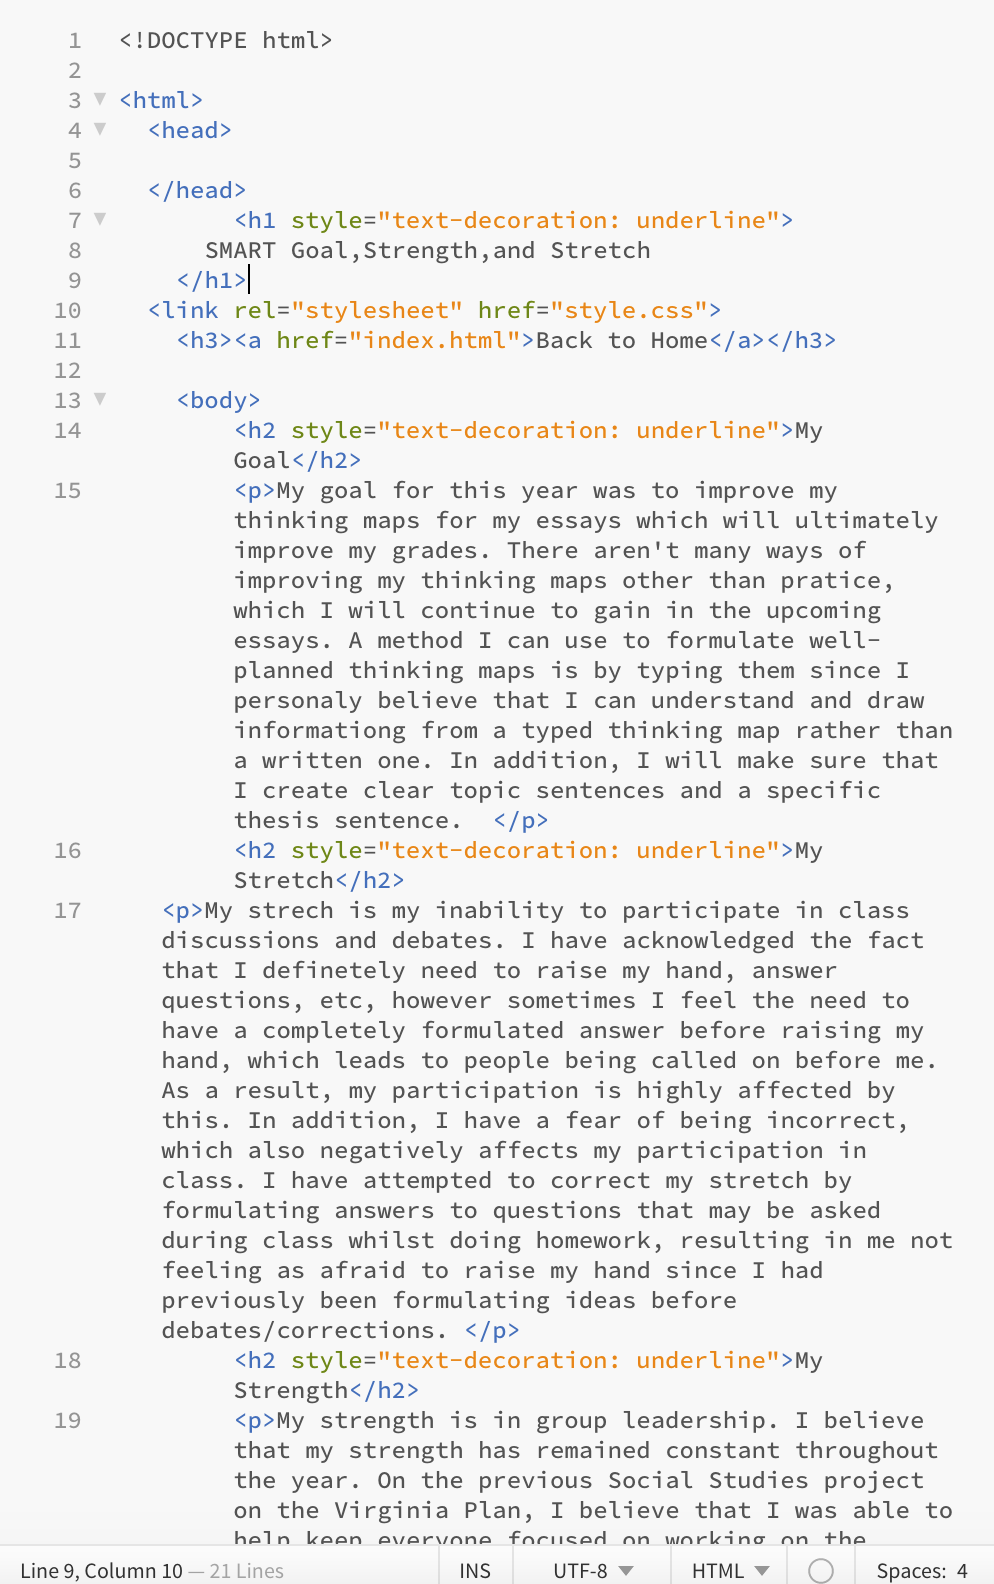 1 <!DOCTYPE html>
2
3 <html>
4 <head>
5
6 </head>
7 <h1 style="text-decoration: underline">
8 SMART Goal,Strength,and Stretch
9 </h1>
10 <link rel="stylesheet" href="style.css">
11 <h3><a href="index.html">Back to Home</a></h3>
12
13 <body>
14 <h2 style="text-decoration: underline">My
Goal</h2>
15 <p>My goal for this year was to improve my
thinking maps for my essays which will ultimately
improve my grades. There aren't many ways of
improving my thinking maps other than pratice,
which I will continue to gain in the upcoming
essays. A method I can use to formulate well-
planned thinking maps is by typing them since I
personaly believe that I can understand and draw
informationg from a typed thinking map rather than
a written one. In addition, I will make sure that
I create clear topic sentences and a specific
thesis sentence.  </p>
16 <h2 style="text-decoration: underline">My
Stretch</h2>
17 <p>My strech is my inability to participate in class
discussions and debates. I have acknowledged the fact
that I definetely need to raise my hand, answer
questions, etc, however sometimes I feel the need to
have a completely formulated answer before raising my
hand, which leads to people being called on before me.
As a result, my participation is highly affected by
this. In addition, I have a fear of being incorrect,
which also negatively affects my participation in
class. I have attempted to correct my stretch by
formulating answers to questions that may be asked
during class whilst doing homework, resulting in me not
feeling as afraid to raise my hand since I had
previously been formulating ideas before
debates/corrections. </p>
18 <h2 style="text-decoration: underline">My
Strength</h2>
19 <p>My strength is in group leadership. I believe
that my strength has remained constant throughout
the year. On the previous Social Studies project
on the Virginia Plan, I believe that I was able to
help keep everyone focused on working on the
Line 9, Column 10 — 21 Lines INS UTF-8 HTML Spaces: 4